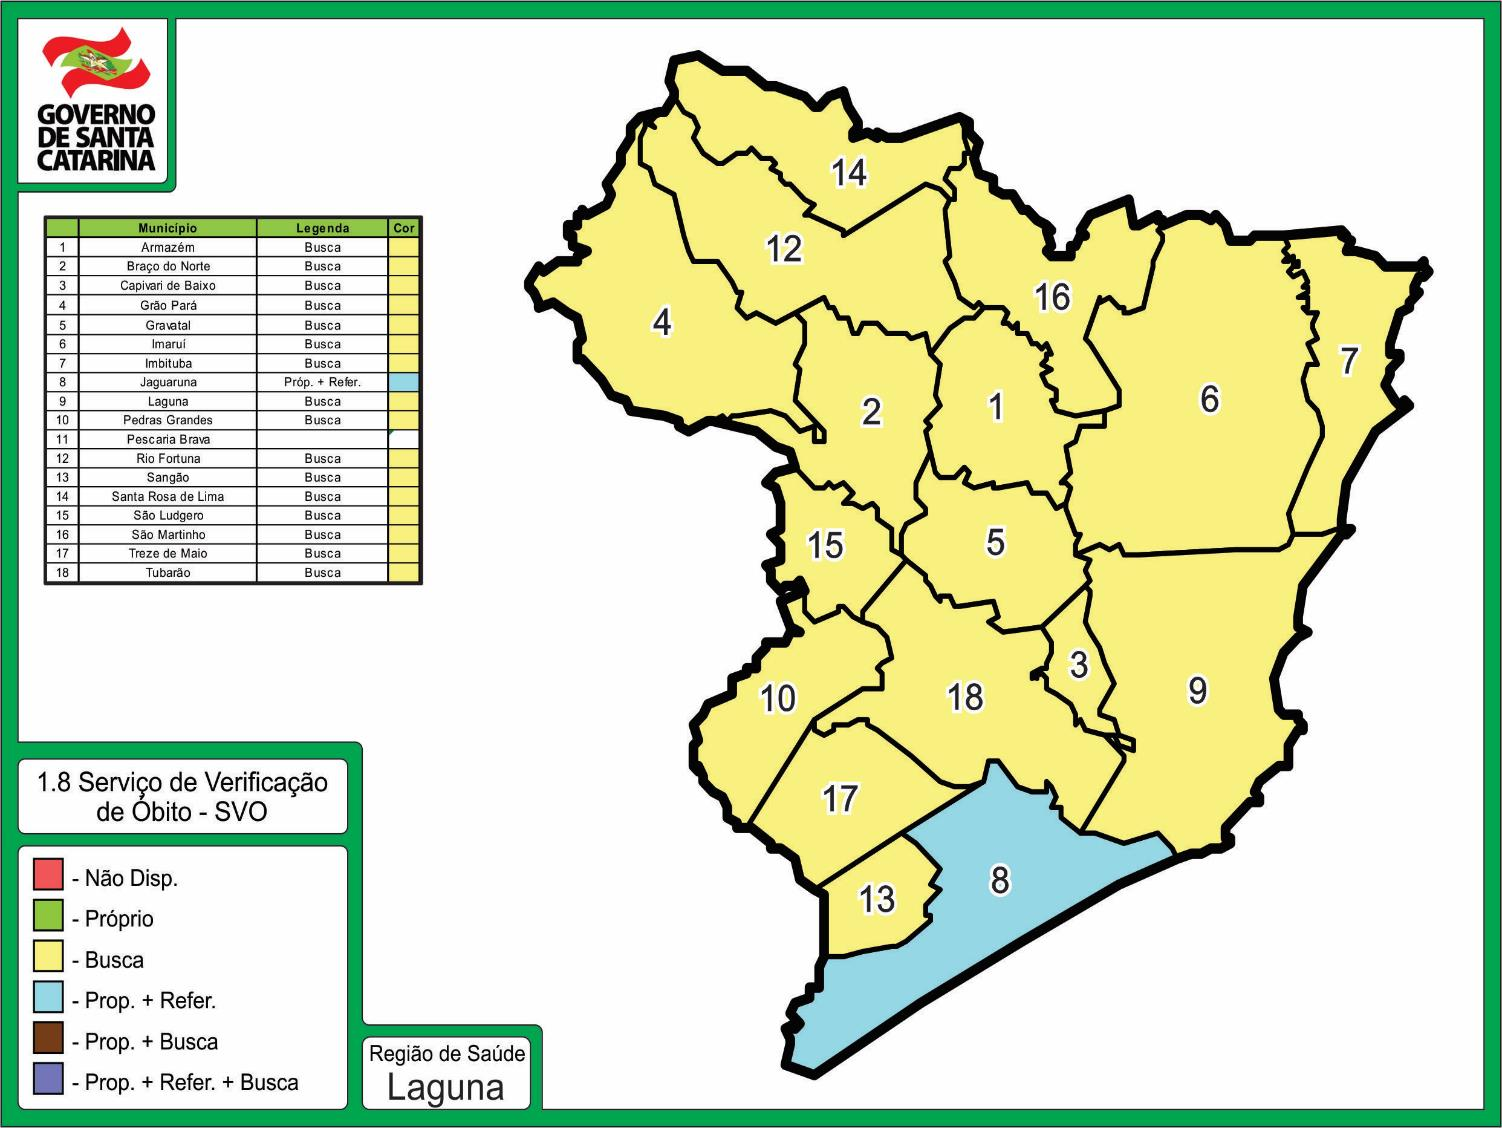 GOVERNO
DE SANTA
CATARINA
Município Legenda Cor
1 Armazém Busca
2 Braço do Norte Busca
3 Capivari de Baixo Busca
4 Grão Pará Busca
5 Gravatal Busca
6 Imaruí Busca
7 Imbituba Busca
8 Jaguaruna Próp. + Refer.
9 Laguna Busca
10 Pedras Grandes Busca
11 Pescaria Brava
12 Rio Fortuna Busca
13 Sangão Busca
14 Santa Rosa de Lima Busca
15 São Ludgero Busca
16 São Martinho Busca
17 Treze de Maio Busca
18 Tubarão Busca
14
12
16
4
7
6
1
2
5
15
3
9
18
10
17
8
13
1.8 Serviço de Verificação
de Óbito - SVO
- Não Disp.
- Próprio
- Busca
- Prop. + Refer.
- Prop. + Busca
- Prop. + Refer. + Busca
Região de Saúde
Laguna